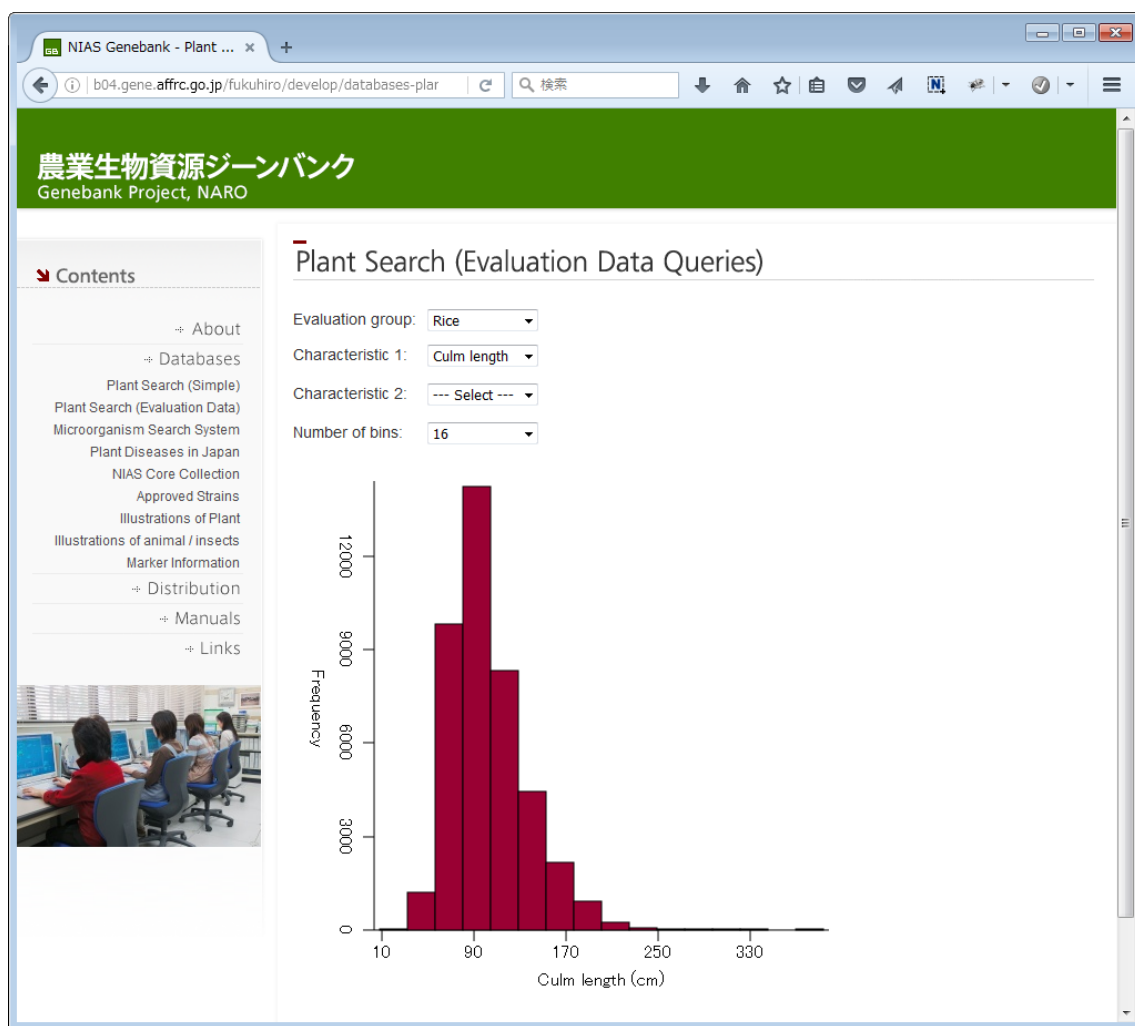 NIAS Genebank - Plant ...
b04.gene.affrc.go.jp/fukuhiro/develop/databases-plar
検索
農業生物資源ジーンバンク
Genebank Project, NARO
Contents
About
Databases
Plant Search (Simple)
Plant Search (Evaluation Data)
Microorganism Search System
Plant Diseases in Japan
NIAS Core Collection
Approved Strains
Illustrations of Plant
Illustrations of animal / insects
Marker Information
Distribution
Manuals
Links
Plant Search (Evaluation Data Queries)
Evaluation group: Rice
Characteristic 1: Culm length
Characteristic 2: --- Select ---
Number of bins: 16
12000
9000
6000
3000
0
Frequency
10 90 170 250 330
Culm length (cm)